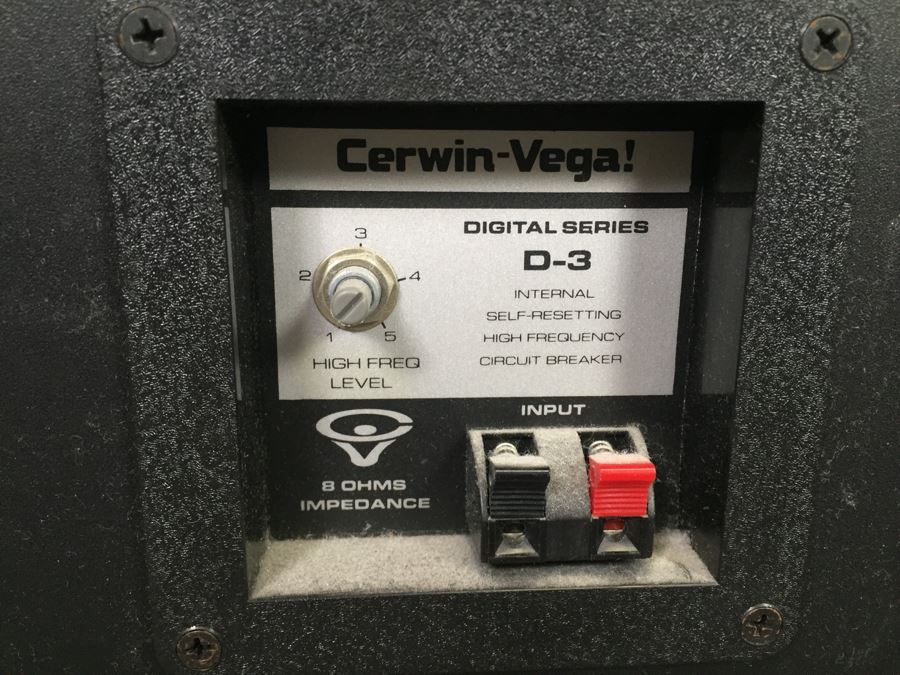 Cerwin-Vega!
DIGITAL SERIES
D-3
INTERNAL
SELF-RESETTING
HIGH FREQUENCY
CIRCUIT BREAKER
3
2 4
1 5
HIGH FREQ
LEVEL
INPUT
8 OHMS
IMPEDANCE